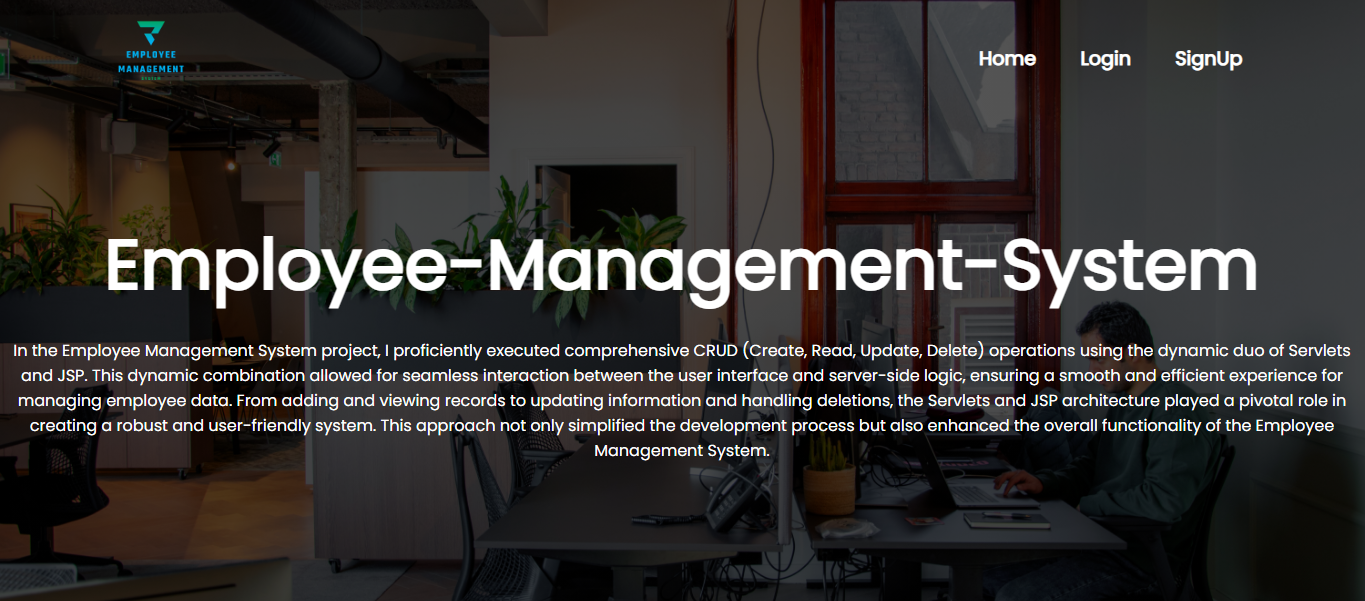 EMPLOYEE
MANAGEMENT
SYSTEM
Home Login SignUp
Employee-Management-System
In the Employee Management System project, I proficiently executed comprehensive CRUD (Create, Read, Update, Delete) operations using the dynamic duo of Servlets
and JSP. This dynamic combination allowed for seamless interaction between the user interface and server-side logic, ensuring a smooth and efficient experience for
managing employee data. From adding and viewing records to updating information and handling deletions, the Servlets and JSP architecture played a pivotal role in
creating a robust and user-friendly system. This approach not only simplified the development process but also enhanced the overall functionality of the Employee
Management System.